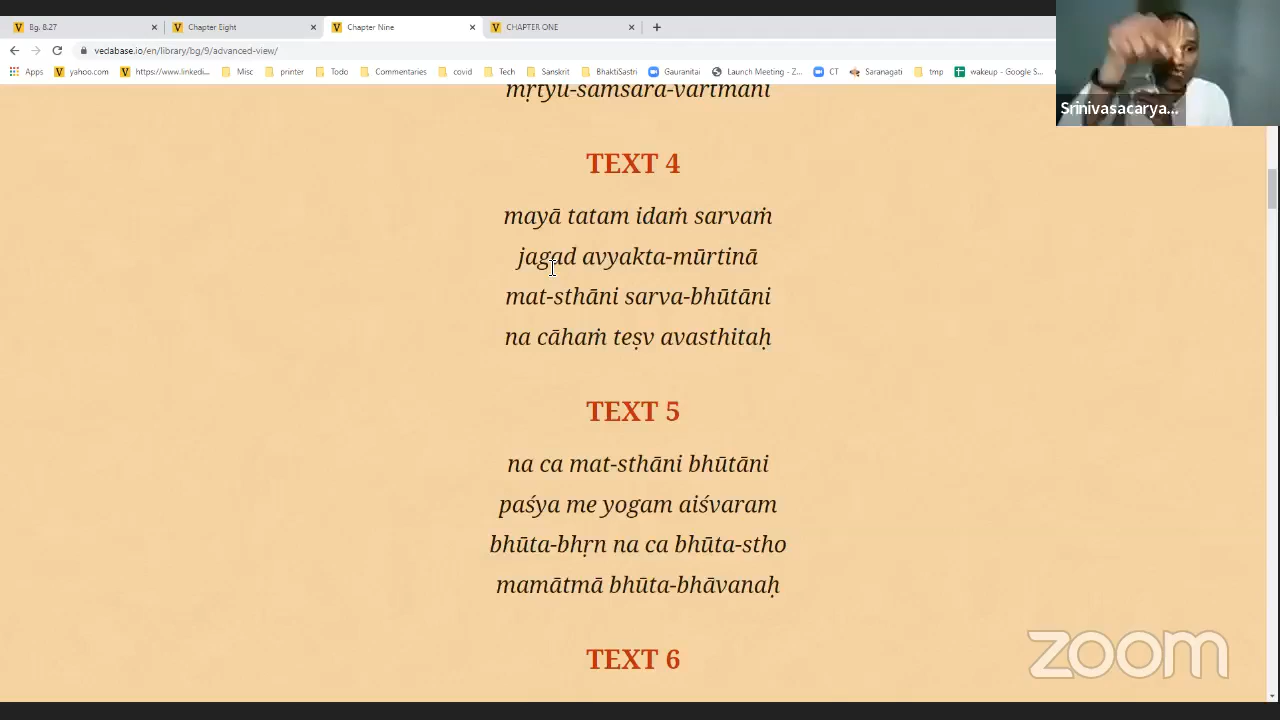 Bg. 8.27
Chapter Eight
Chapter Nine
CHAPTER ONE
vedabase.io/en/library/bg/9/advanced-view/
Apps yahoo.com https://www.linkedi... Misc printer Todo Commentaries covid Tech Sanskrit BhaktiSastri Gauranitai Launch Meeting - Z... CT Saranagati tmp wakeup - Google S...
Srinivasacarya...
mṛtyu-saṁsāra-vartmani
TEXT 4
mayā tatam idaṁ sarvaṁ
jagad avyakta-mūrtinā
mat-sthāni sarva-bhūtāni
na cāhaṁ teṣv avasthitaḥ
TEXT 5
na ca mat-sthāni bhūtāni
paśya me yogam aiśvaram
bhūta-bhṛn na ca bhūta-stho
mamātmā bhūta-bhāvanaḥ
TEXT 6
zoom